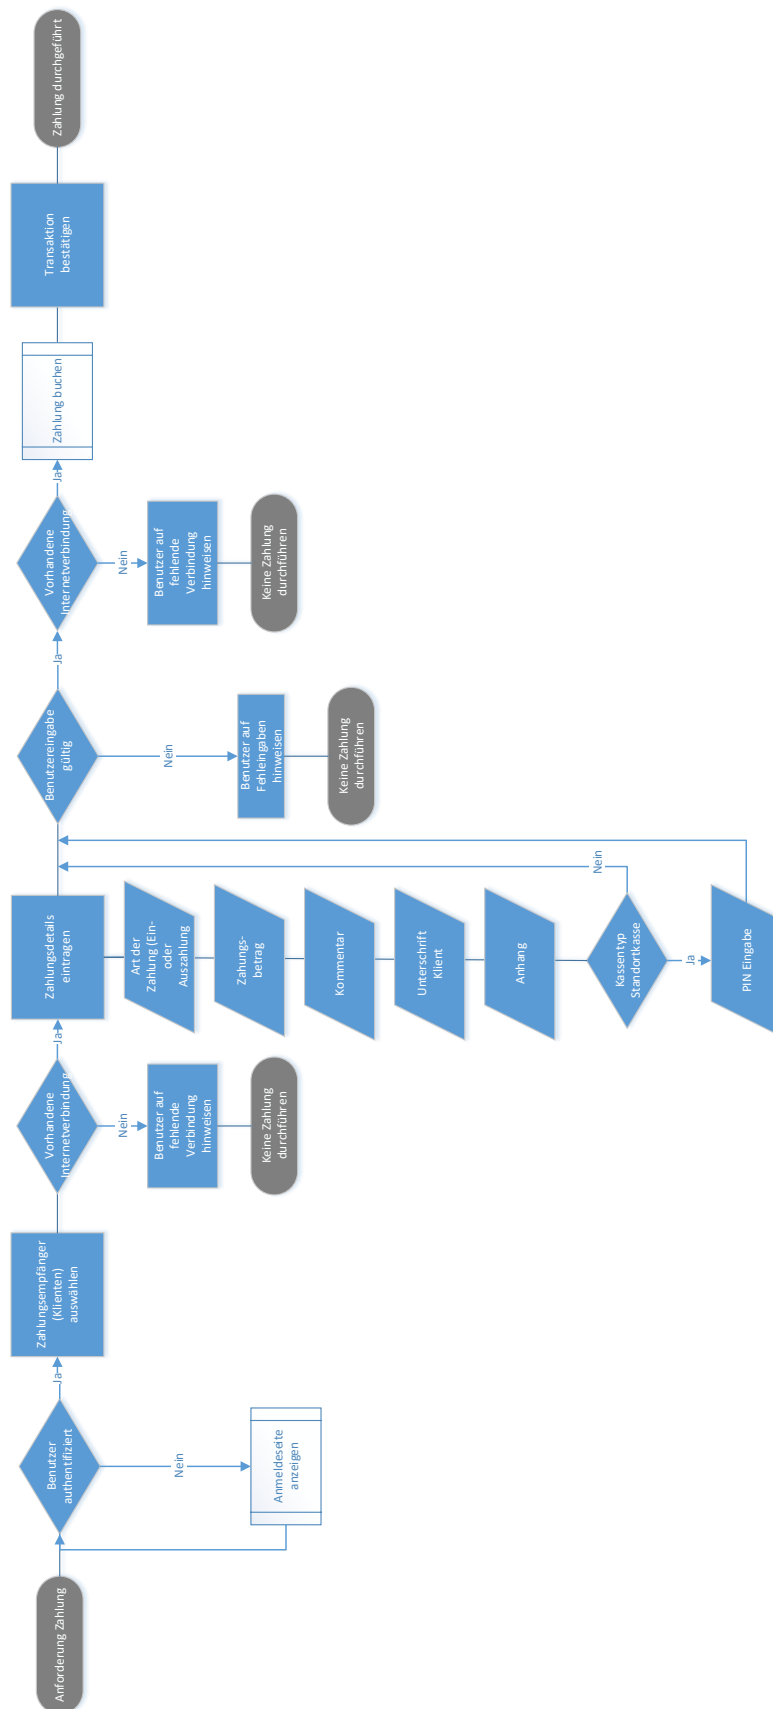 Anforderung Zahlung
Benutzer
authentifiziert
Nein
Anmeldeseite
anzeigen
Ja
Zahlungsempfänger
(Klienten)
auswählen
Vorhandene
Internetverbindung
Nein
Benutzer auf
fehlende
Verbindung
hinweisen
Keine Zahlung
durchführen
Ja
Zahlungsdetails
eintragen
Art der
Zahlung (Ein-
oder
Auszahlung
Zahungs-
betrag
Kommentar
Unterschrift
Klient
Anhang
Kassentyp
Standortkasse
Nein
Ja
PIN Eingabe
Benutzereingabe
gültig
Nein
Benutzer auf
Fehleingaben
hinweisen
Keine Zahlung
durchführen
Ja
Vorhandene
Internetverbindung
Nein
Benutzer auf
fehlende
Verbindung
hinweisen
Keine Zahlung
durchführen
Ja
Zahlung buchen
Transaktion
bestätigen
Zahlung durchgeführt